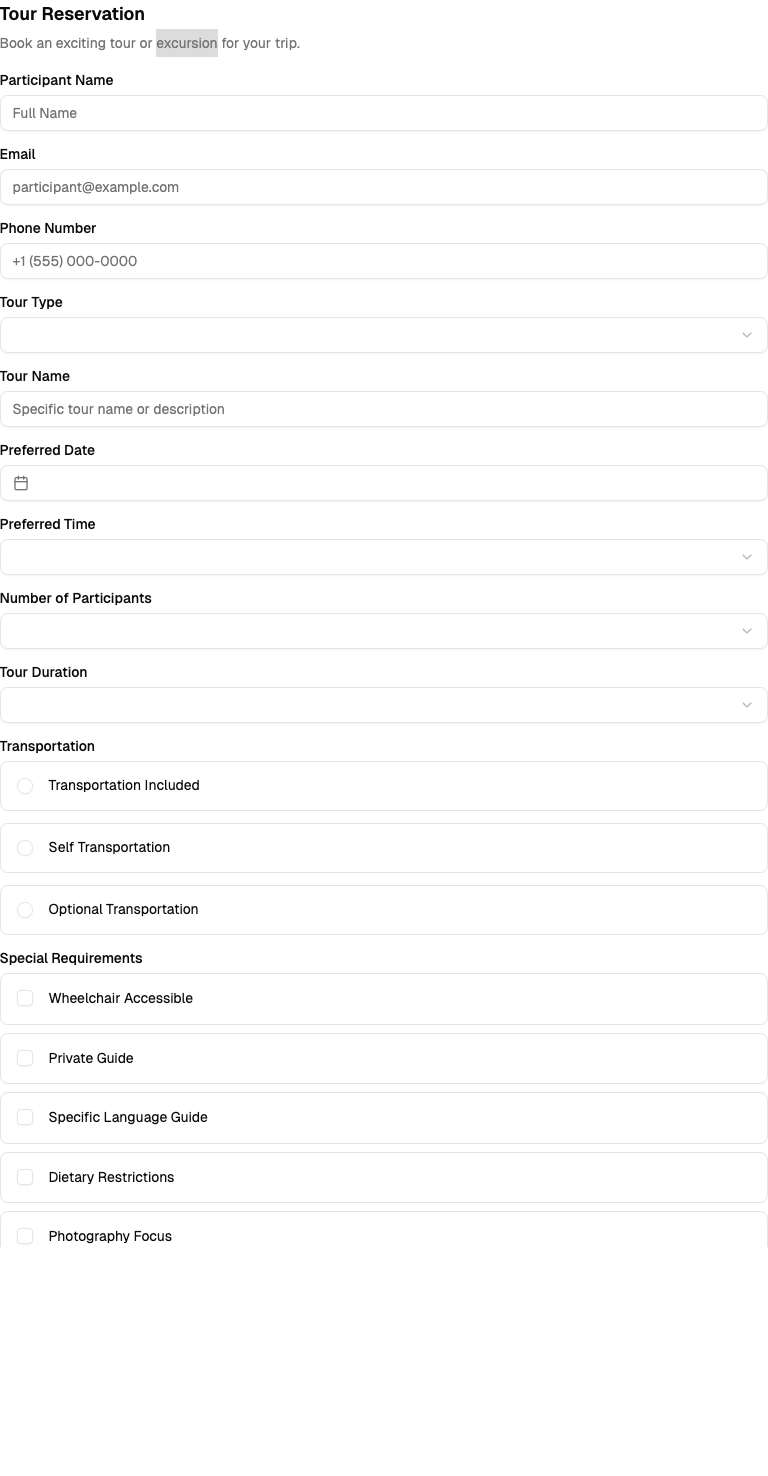 Tour Reservation
Book an exciting tour or excursion for your trip.
Participant Name
Full Name
Email
participant@example.com
Phone Number
+1 (555) 000-0000
Tour Type
Tour Name
Specific tour name or description
Preferred Date
Preferred Time
Number of Participants
Tour Duration
Transportation
Transportation Included
Self Transportation
Optional Transportation
Special Requirements
Wheelchair Accessible
Private Guide
Specific Language Guide
Dietary Restrictions
Photography Focus